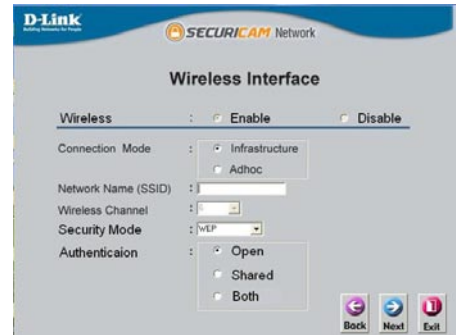 D-Link
Building Networks for People
SECURICAM Network
Wireless Interface
Wireless : Enable Disable
Connection Mode : Infrastructure
Adhoc
Network Name (SSID) :
Wireless Channel : 6
Security Mode : WEP
Authenticaion : Open
Shared
Both
Back Next Exit